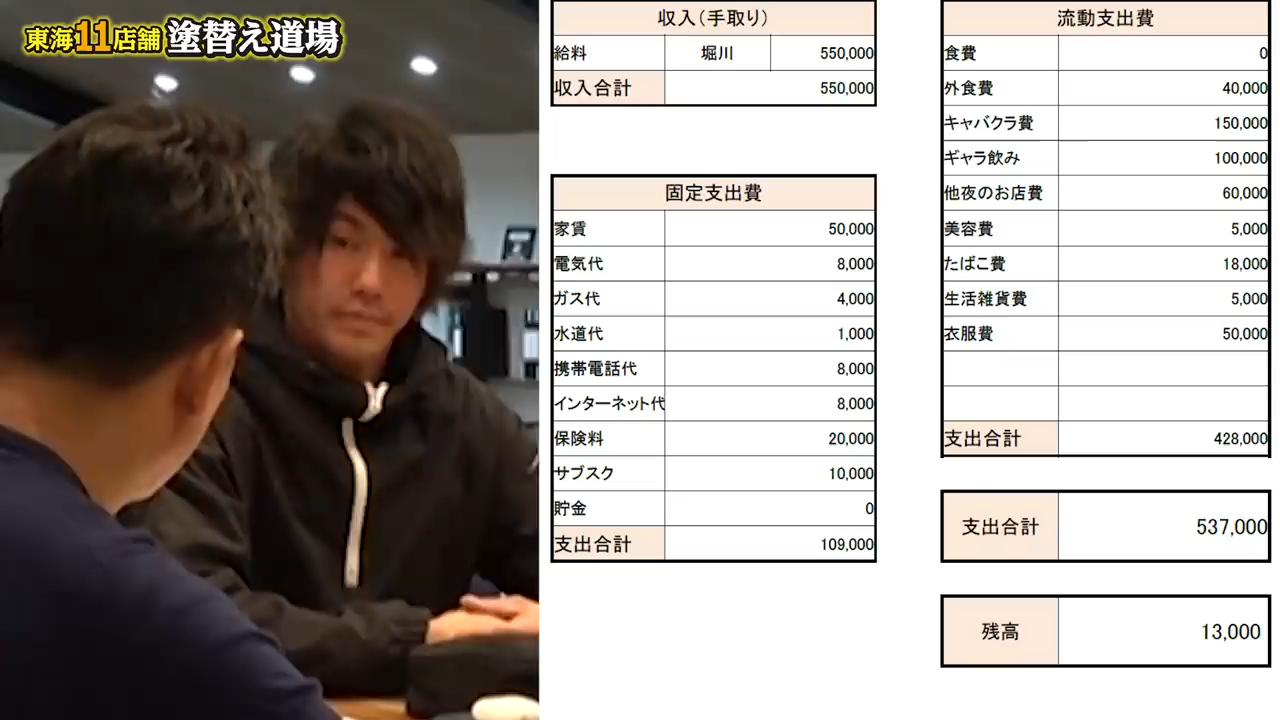 東海11店舗 塗替え道場
収入(手取り)
給料 堀川 550,000
収入合計 550,000
固定支出費
家賃 50,000
電気代 8,000
ガス代 4,000
水道代 1,000
携帯電話代 8,000
インターネット代 8,000
保険料 20,000
サブスク 10,000
貯金 0
支出合計 109,000
流動支出費
食費 0
外食費 40,000
キャバクラ費 150,000
ギャラ飲み 100,000
他夜のお店費 60,000
美容費 5,000
たばこ費 18,000
生活雑貨費 5,000
衣服費 50,000
支出合計 428,000
支出合計 537,000
残高 13,000